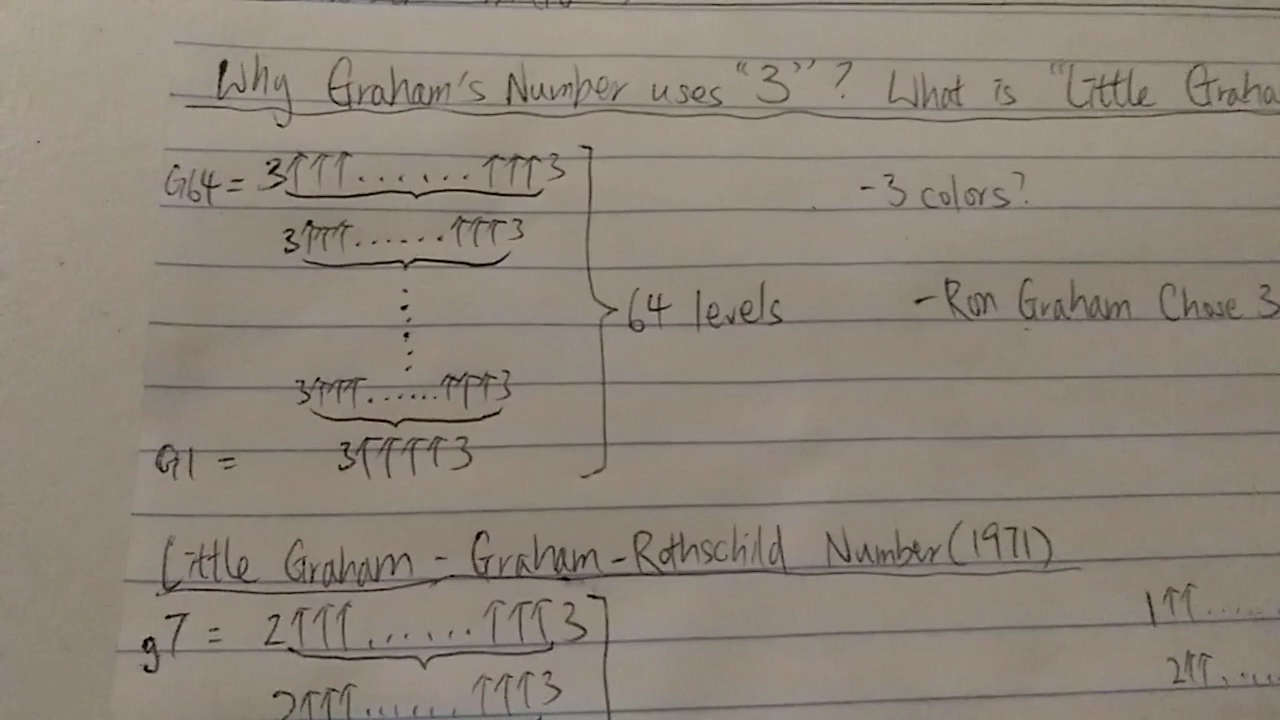 Why Graham's Number uses "3"? What is "Little Graha
G64 = 3↑↑↑.......↑↑↑3
3↑↑↑......↑↑↑3
-3 colors?
64 levels
-Ron Graham Chose 3
3↑↑↑......↑↑↑3
G1 = 3↑↑↑↑↑3
Little Graham - Graham-Rothschild Number (1971)
g7 = 2↑↑↑.......↑↑↑3
1↑↑.....
2↑↑↑......↑↑↑3
2↑↑....